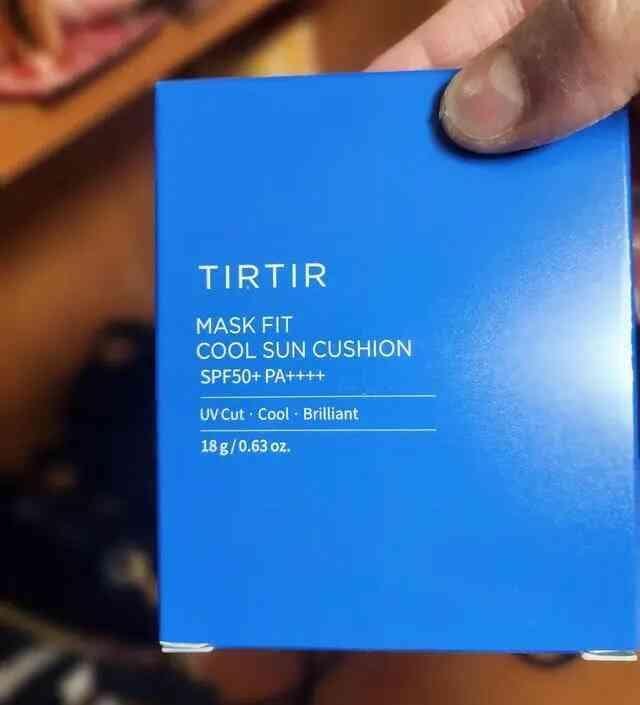 TIRTIR
MASK FIT
COOL SUN CUSHION
SPF50+ PA++++
UV Cut · Cool · Brilliant
18 g / 0.63 oz.